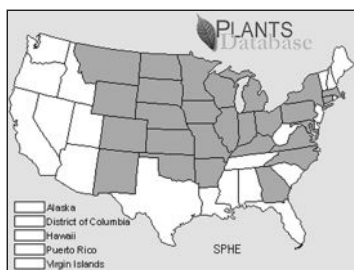 PLANTS
Database
Alaska
District of Columbia
Hawaii
Puerto Rico
Virgin Islands
SPHE